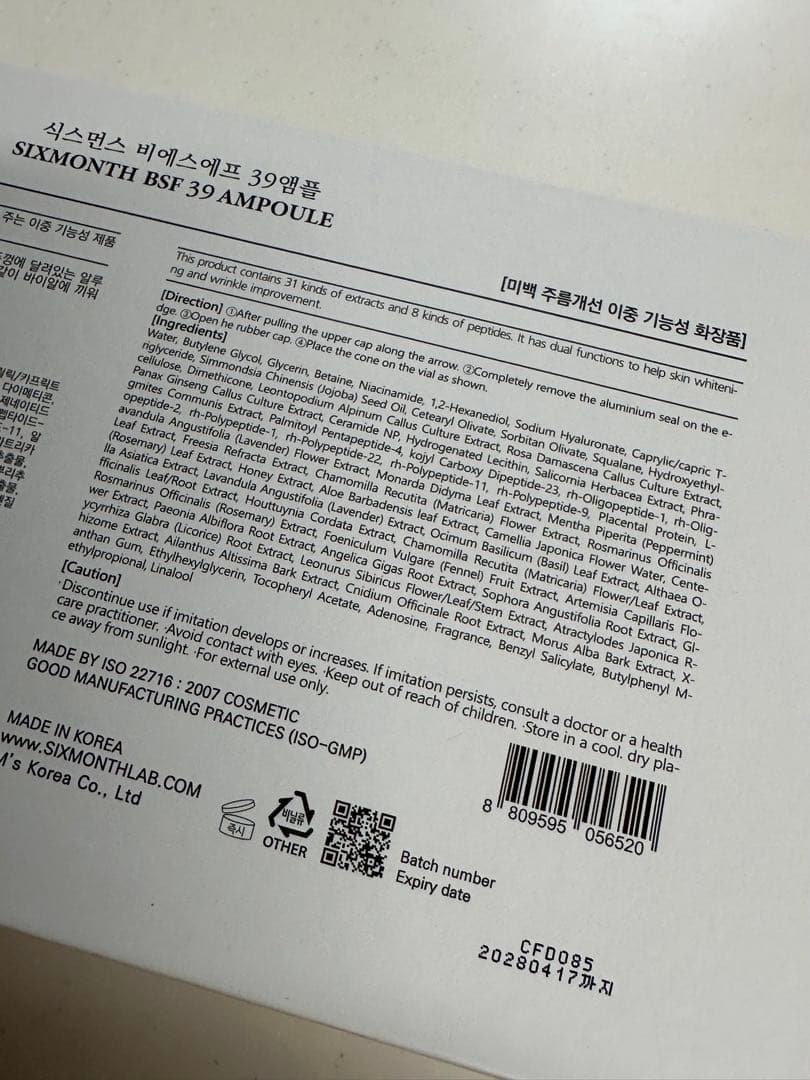 식스먼스 비에스에프 39앰플
SIXMONTH BSF 39 AMPOULE
[미백 주름개선 이중 기능성 화장품]
주는 이중 기능성 제품
달려있는 알루
바이알에 끼워
This product contains 31 kinds of extracts and 8 kinds of peptides. It has dual functions to help skin whiteni-
ng and wrinkle improvement.
[Direction] ①After pulling the upper cap along the arrow. ②Completely remove the aluminium seal on the e-
dge. ③Open he rubber cap. ④Place the cone on the vial as shown.
[Ingredients]
Water, Butylene Glycol, Glycerin, Betaine, Niacinamide, 1,2-Hexanediol, Sodium Hyaluronate, Caprylic/capric T-
riglyceride, Simmondsia Chinensis (Jojoba) Seed Oil, Cetearyl Olivate, Sorbitan Olivate, Squalane, Hydroxyethyl-
cellulose, Dimethicone, Leontopodium Alpinum Callus Culture Extract, Rosa Damascena Callus Culture Extract,
Panax Ginseng Callus Culture Extract, Ceramide NP, Hydrogenated Lecithin, Salicornia Herbacea Extract, Phra-
gmites Communis Extract, Palmitoyl Pentapeptide-4, kojyl Carboxy Dipeptide-23, rh-Oligopeptide-1, rh-Olig-
opeptide-2, rh-Polypeptide-1, rh-Polypeptide-22, rh-Polypeptide-11, rh-Polypeptide-9, Placental Protein, L-
avandula Angustifolia (Lavender) Flower Extract, Monarda Didyma Leaf Extract, Mentha Piperita (Peppermint)
Leaf Extract, Freesia Refracta Extract, Chamomilla Recutita (Matricaria) Flower Extract, Rosmarinus Officinalis
(Rosemary) Leaf Extract, Honey Extract, Aloe Barbadensis leaf Extract, Camellia Japonica Flower Water, Cente-
lla Asiatica Extract, Lavandula Angustifolia (Lavender) Extract, Ocimum Basilicum (Basil) Leaf Extract, Althaea O-
fficinalis Leaf/Root Extract, Houttuynia Cordata Extract, Chamomilla Recutita (Matricaria) Flower/Leaf Extract,
Rosmarinus Officinalis (Rosemary) Extract, Foeniculum Vulgare (Fennel) Fruit Extract, Artemisia Capillaris Flo-
wer Extract, Paeonia Albiflora Root Extract, Angelica Gigas Root Extract, Sophora Angustifolia Root Extract, Gl-
ycyrrhiza Glabra (Licorice) Root Extract, Leonurus Sibiricus Flower/Leaf/Stem Extract, Atractylodes Japonica R-
hizome Extract, Ailanthus Altissima Bark Extract, Cnidium Officinale Root Extract, Morus Alba Bark Extract, X-
anthan Gum, Ethylhexylglycerin, Tocopheryl Acetate, Adenosine, Fragrance, Benzyl Salicylate, Butylphenyl M-
ethylpropional, Linalool
[Caution]
·Discontinue use if imitation develops or increases. If imitation persists, consult a doctor or a health
care practitioner. ·Avoid contact with eyes. ·Keep out of reach of children. ·Store in a cool. dry pla-
ce away from sunlight. ·For external use only.
MADE BY ISO 22716 : 2007 COSMETIC
GOOD MANUFACTURING PRACTICES (ISO-GMP)
MADE IN KOREA
www.SIXMONTHLAB.COM
M's Korea Co., Ltd
즉시
비닐류
OTHER
8 809595 056520
Batch number
Expiry date
CFD085
20280417까지